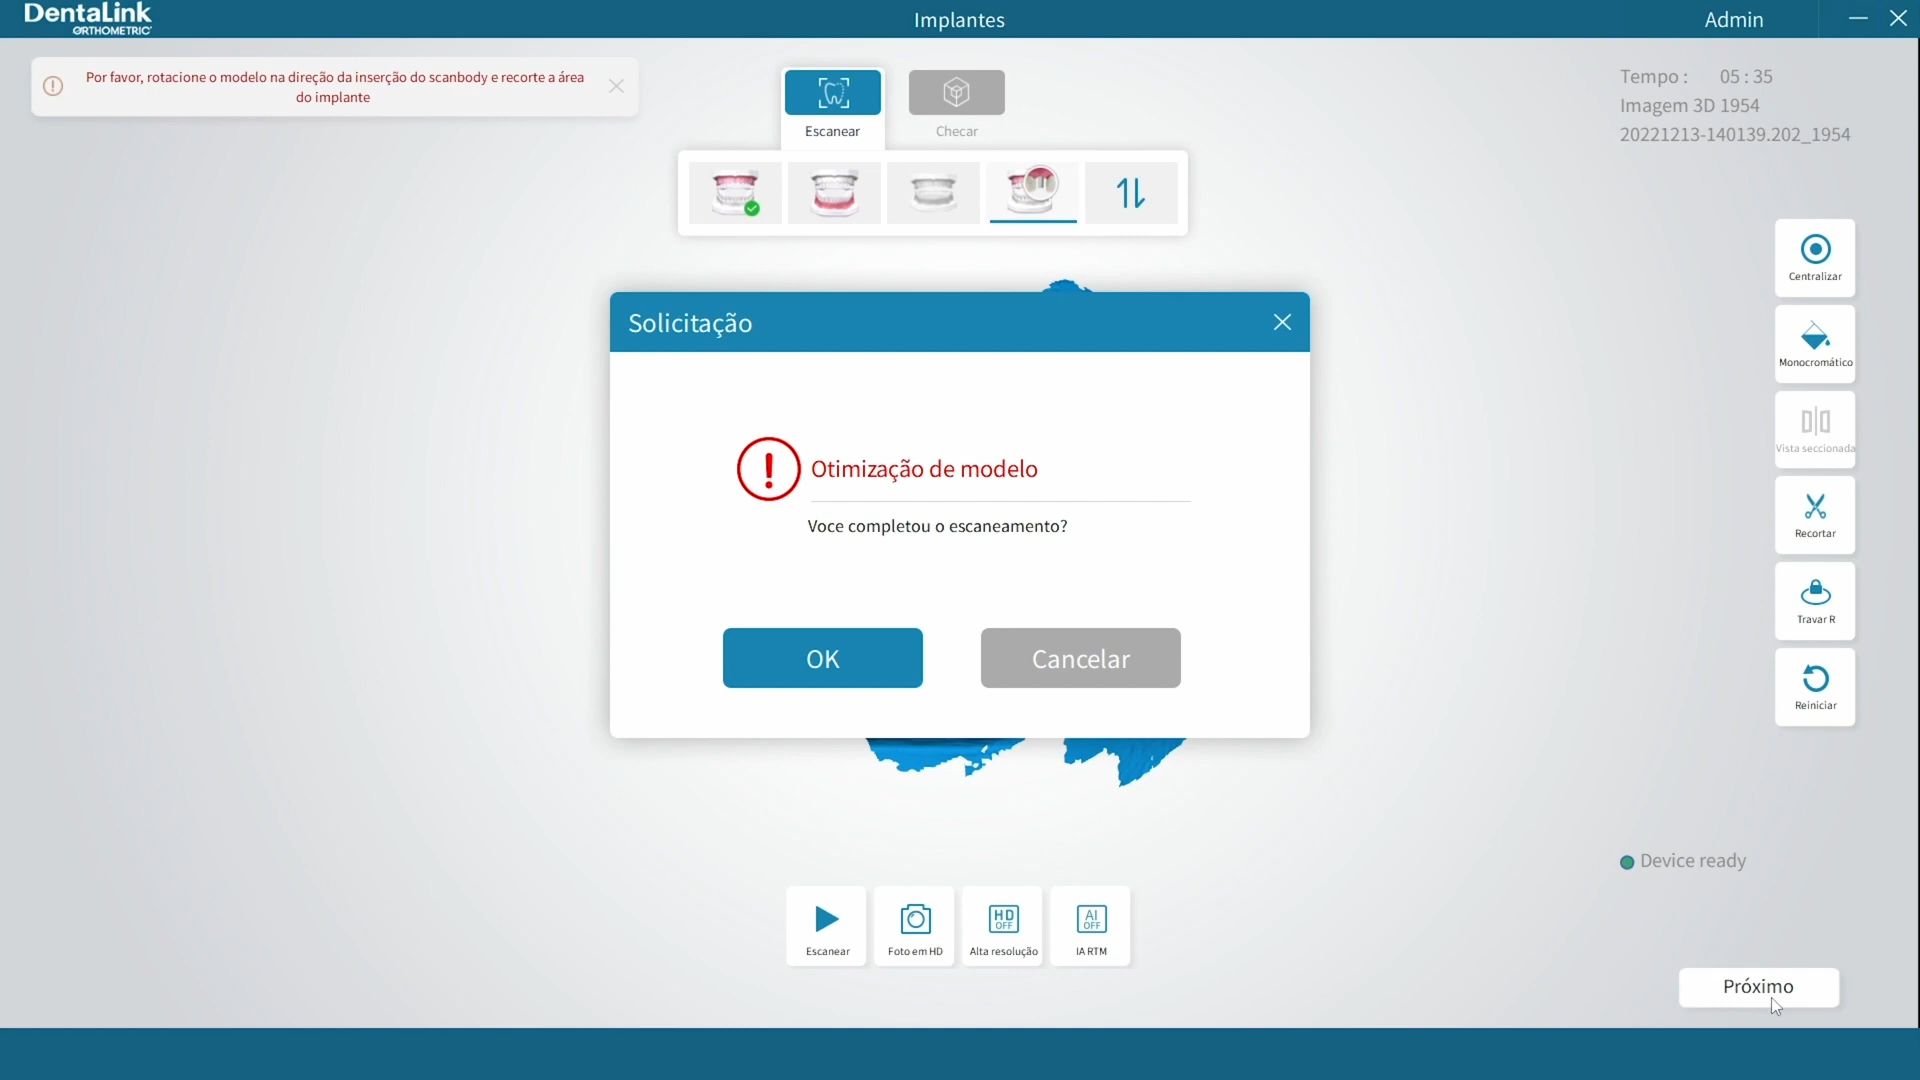 DentaLink
ORTHOMETRIC
Implantes
Admin
Por favor, rotacione o modelo na direção da inserção do scanbody e recorte a área
do implante
Escanear
Checar
Tempo : 05 : 35
Imagem 3D 1954
20221213-140139.202_1954
Centralizar
Monocromático
Vista seccionada
Recortar
Travar R
Reiniciar
Solicitação
Otimização de modelo
Voce completou o escaneamento?
OK
Cancelar
Device ready
HD
OFF
AI
OFF
Escanear
Foto em HD
Alta resolução
IA RTM
Próximo